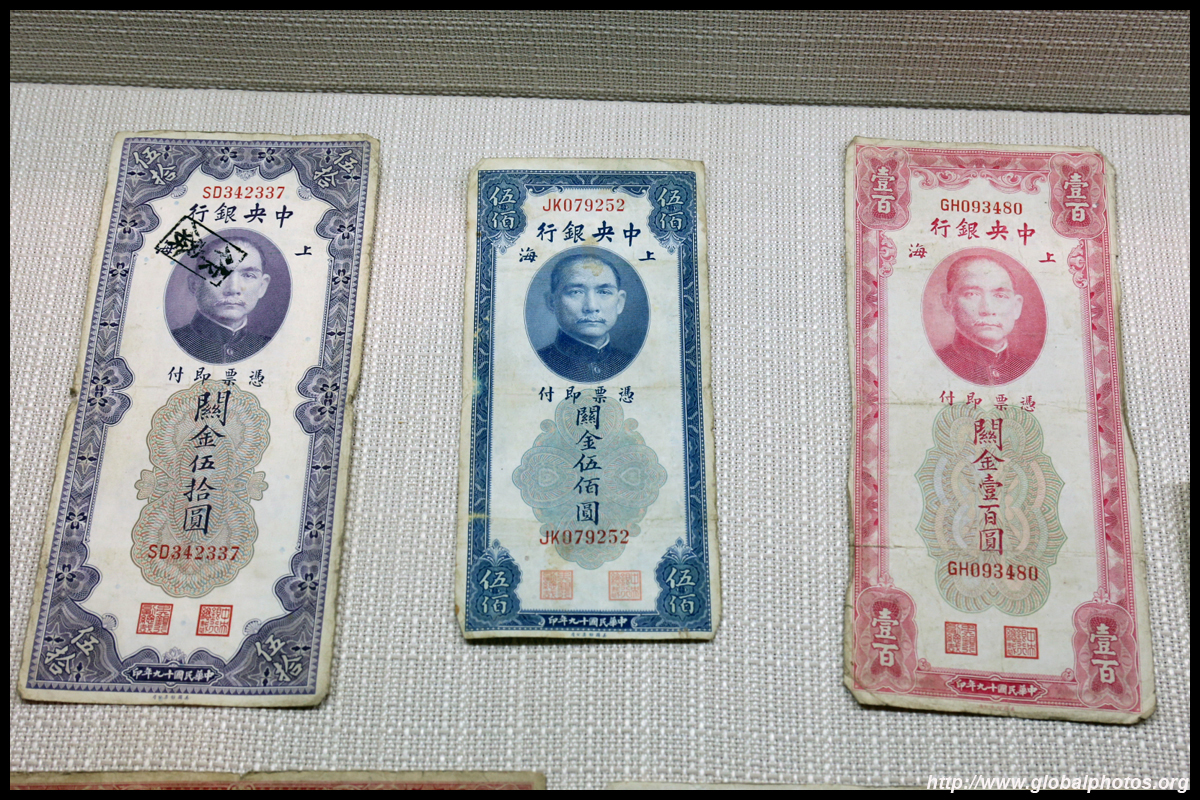 伍拾
伍拾
SD342337
中央銀行
上海
憑票即付
關金伍拾圓
SD342337
伍拾
伍拾
中華民國十九年印
伍佰
伍佰
JK079252
中央銀行
上海
憑票即付
關金伍佰圓
JK079252
伍佰
伍佰
中華民國十九年印
壹百
壹百
GH093480
中央銀行
上海
憑票即付
關金壹百圓
GH093480
壹百
壹百
中華民國十九年印
http://www.globalphotos.org